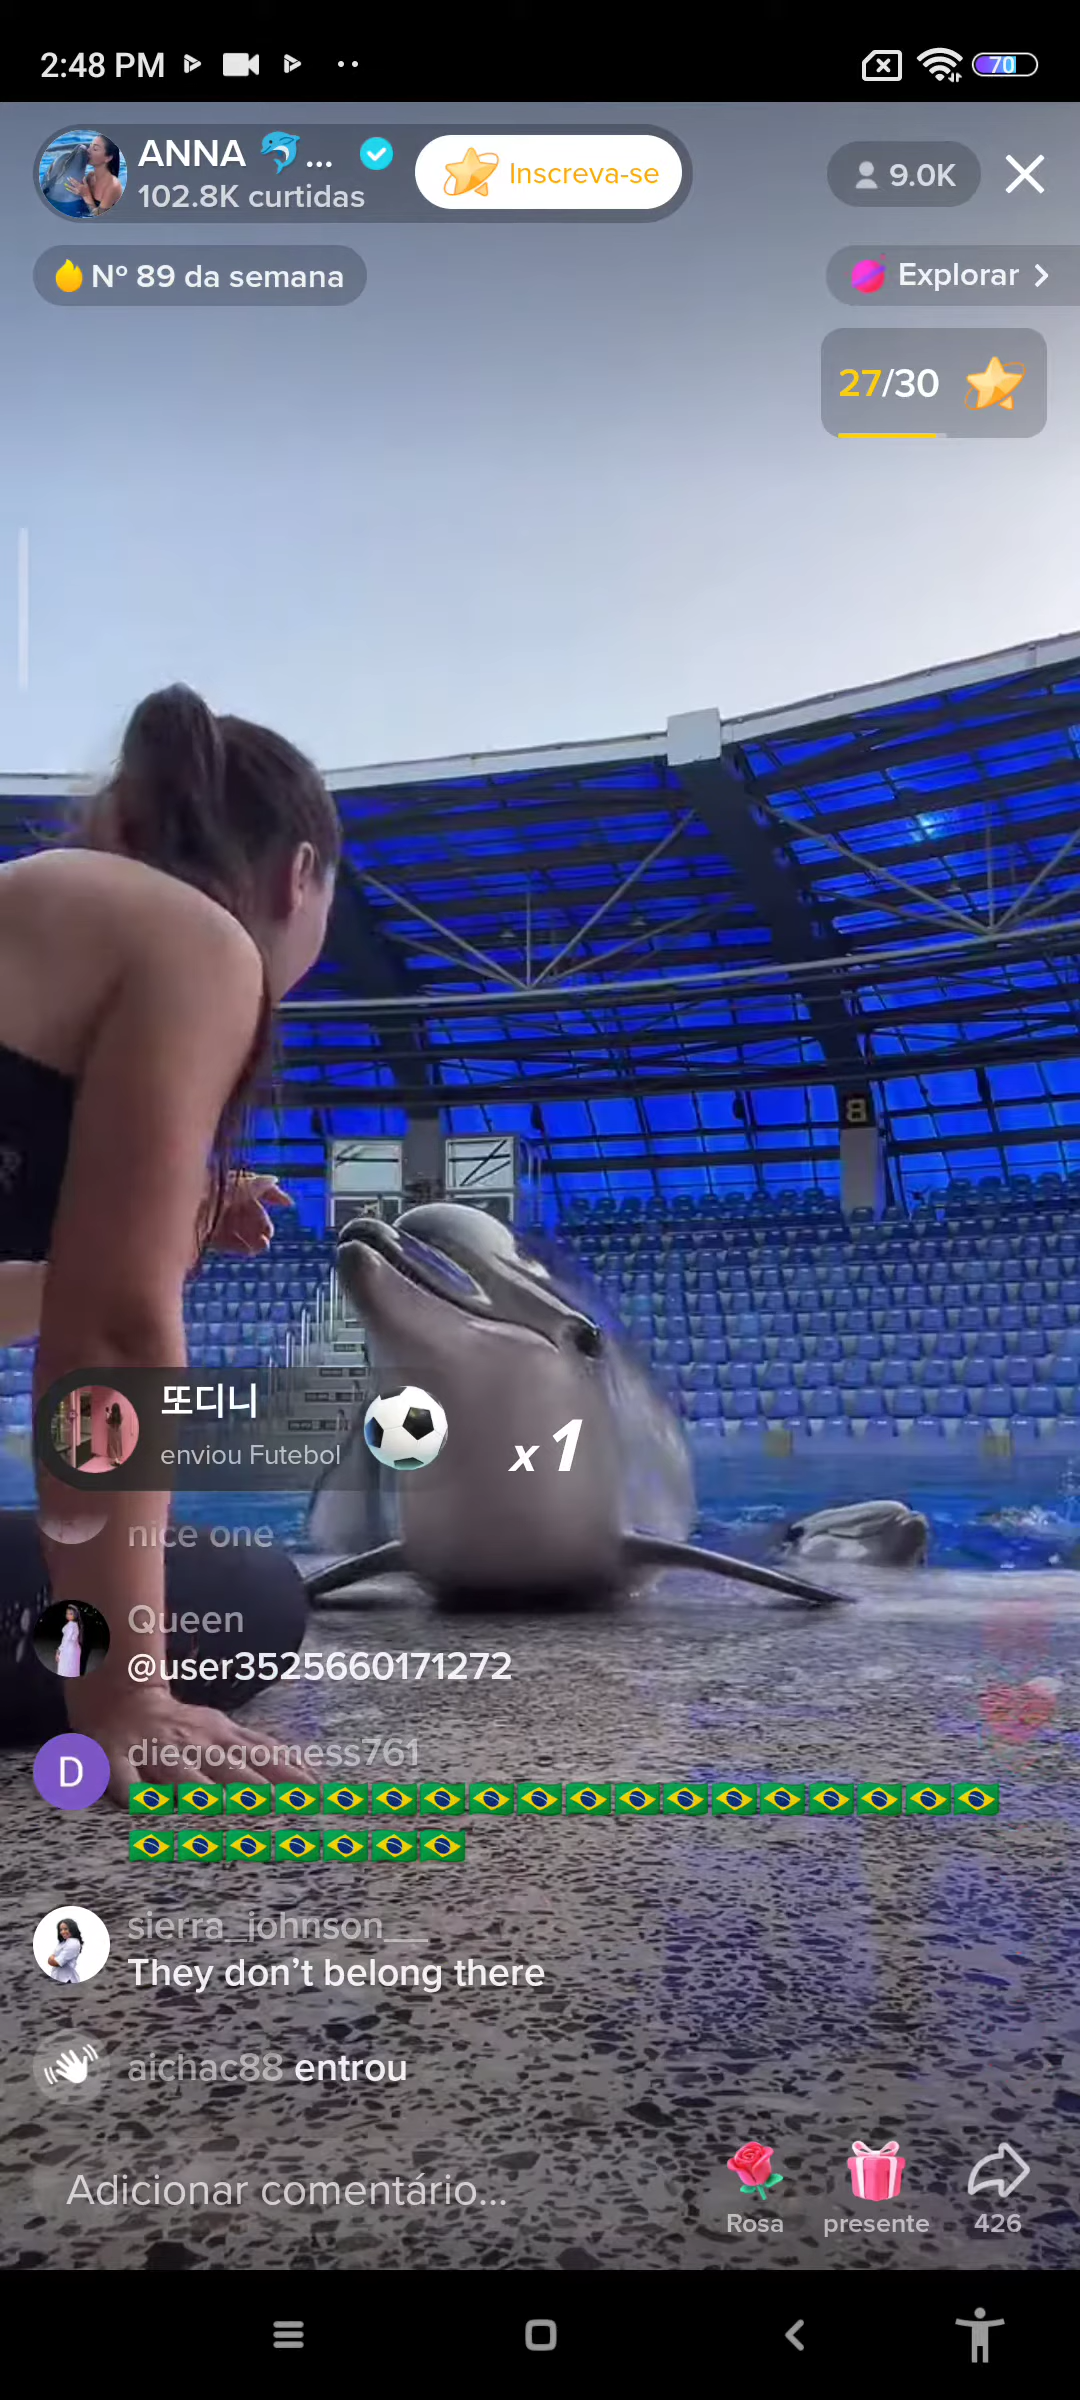 2:48 PM
70
ANNA 🐬...
102.8K curtidas
Inscreva-se
9.0K
Nº 89 da semana
Explorar
27/30
8
또디니
enviou Futebol
x1
nice one
Queen
@user3525660171272
diegogomess761
🇧🇷🇧🇷🇧🇷🇧🇷🇧🇷🇧🇷🇧🇷🇧🇷🇧🇷🇧🇷🇧🇷🇧🇷🇧🇷🇧🇷🇧🇷🇧🇷🇧🇷🇧🇷
🇧🇷🇧🇷🇧🇷🇧🇷🇧🇷🇧🇷🇧🇷
D
sierra_johnson__
They don’t belong there
aichac88 entrou
Adicionar comentário...
Rosa
presente
426